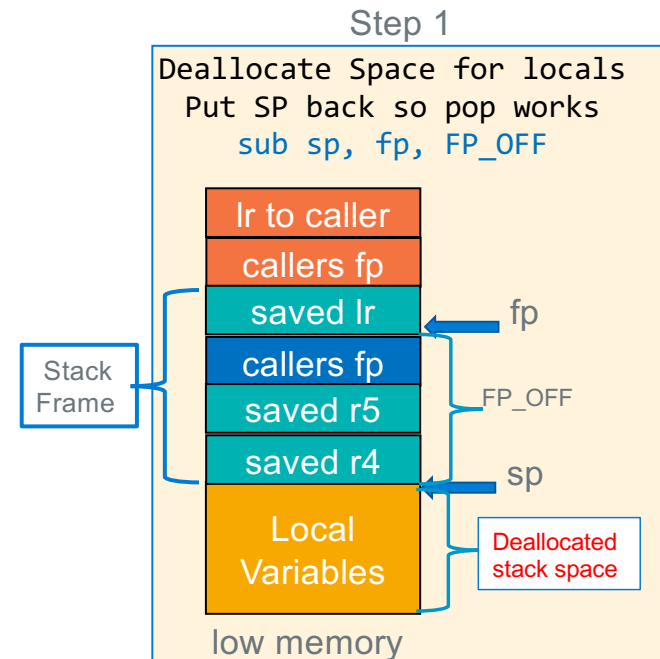 Step 1
Deallocate Space for locals
Put SP back so pop works
sub sp, fp, FP_OFF
lr to caller
callers fp
saved lr
fp
callers fp
Stack
Frame
saved r5
FP_OFF
saved r4
sp
Local
Variables
Deallocated
stack space
low memory